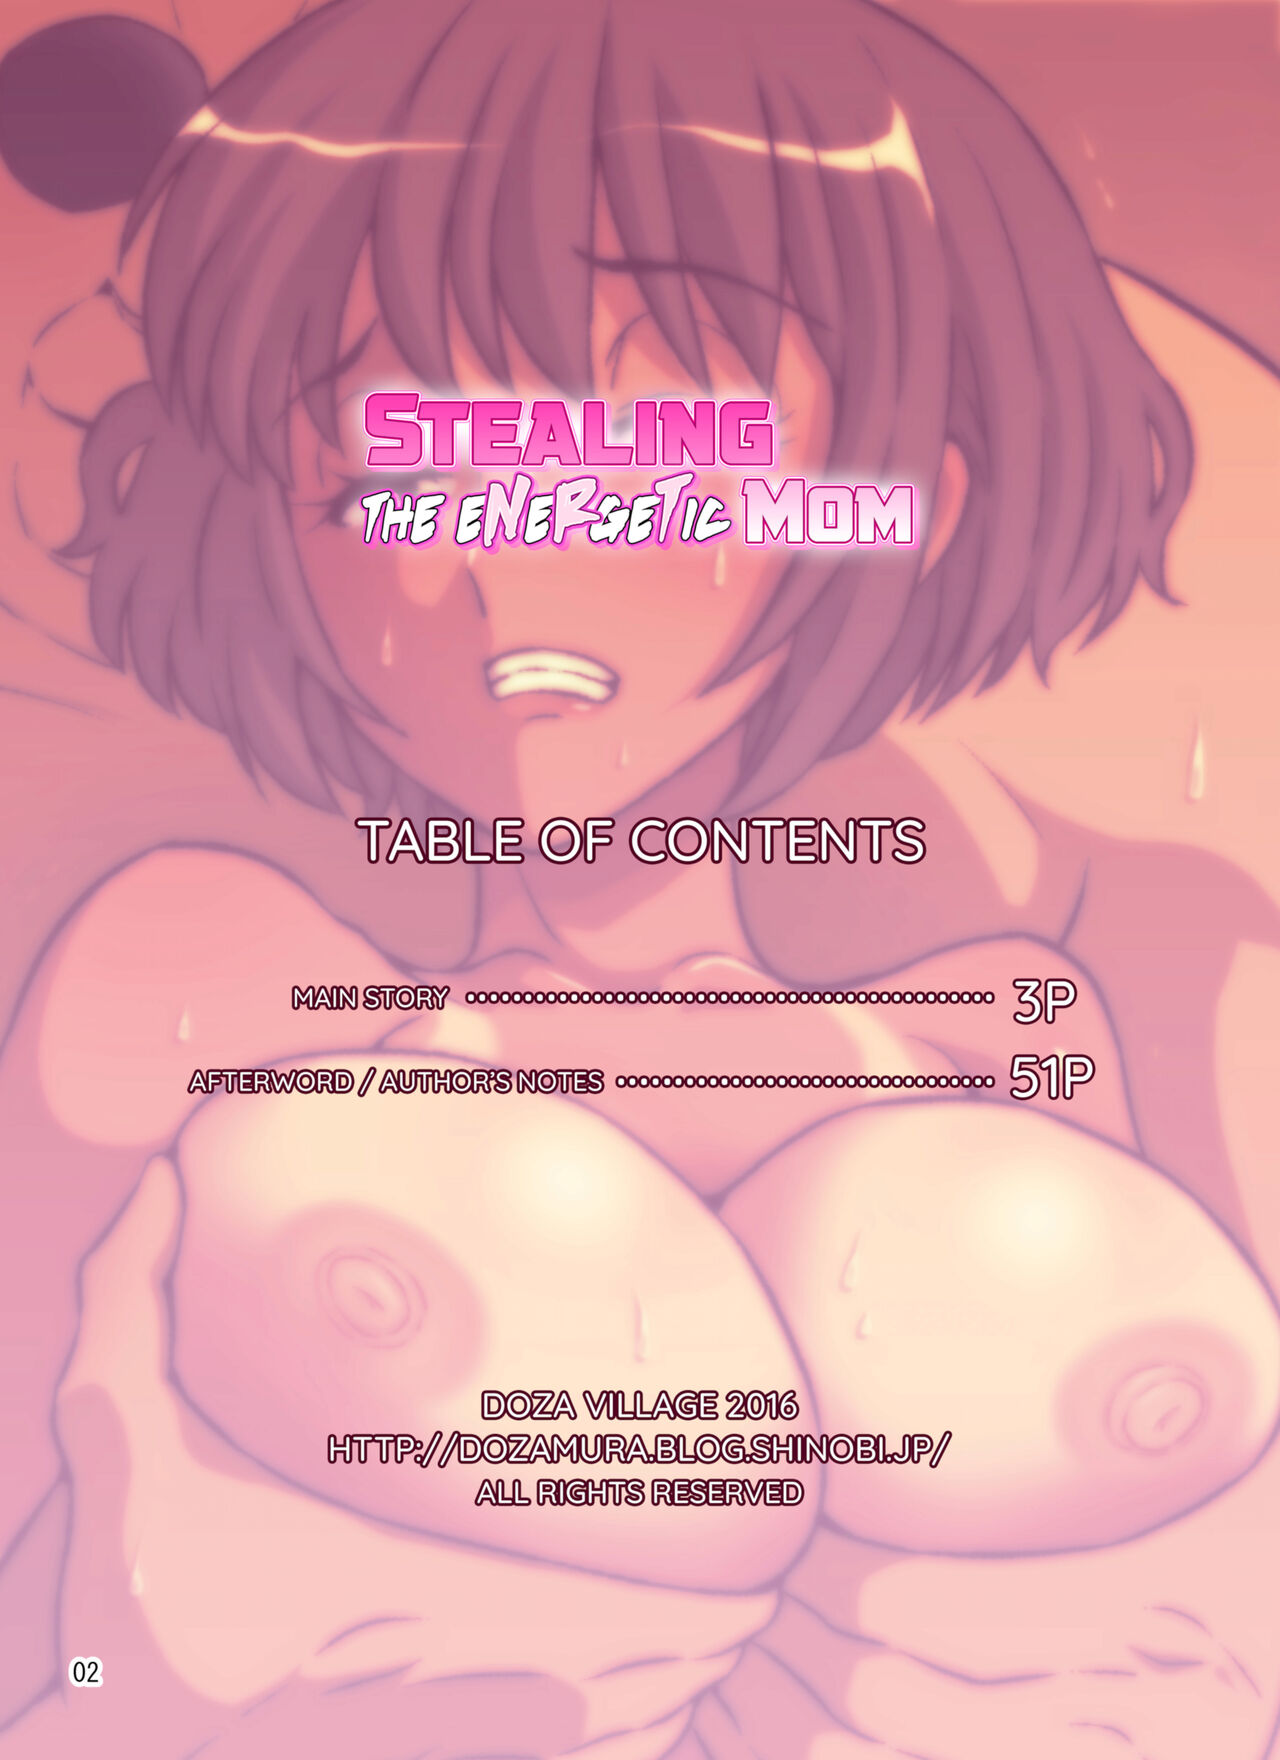 STEALING
THE ENERGETIC MOM
TABLE OF CONTENTS
MAIN STORY •••••••••••••••••••••••••••••••••••••••••••••• 3P
AFTERWORD / AUTHOR'S NOTES ••••••••••••••••••••••••••••••••• 51P
DOZA VILLAGE 2016
HTTP://DOZAMURA.BLOG.SHINOBI.JP/
ALL RIGHTS RESERVED
02